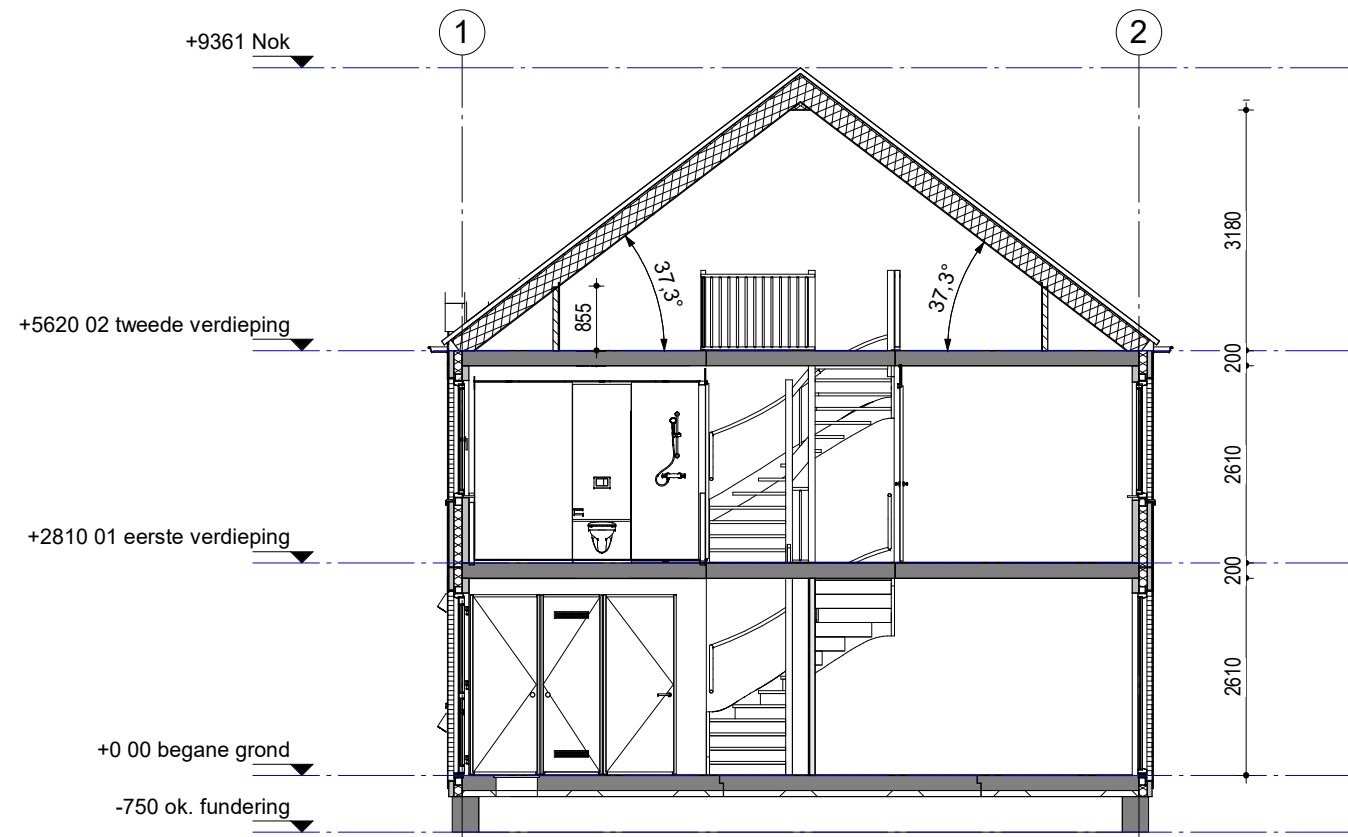 1
2
+9361 Nok
3180
37,3°
37,3°
855
+5620 02 tweede verdieping
200
2610
+2810 01 eerste verdieping
200
2610
+0 00 begane grond
-750 ok. fundering